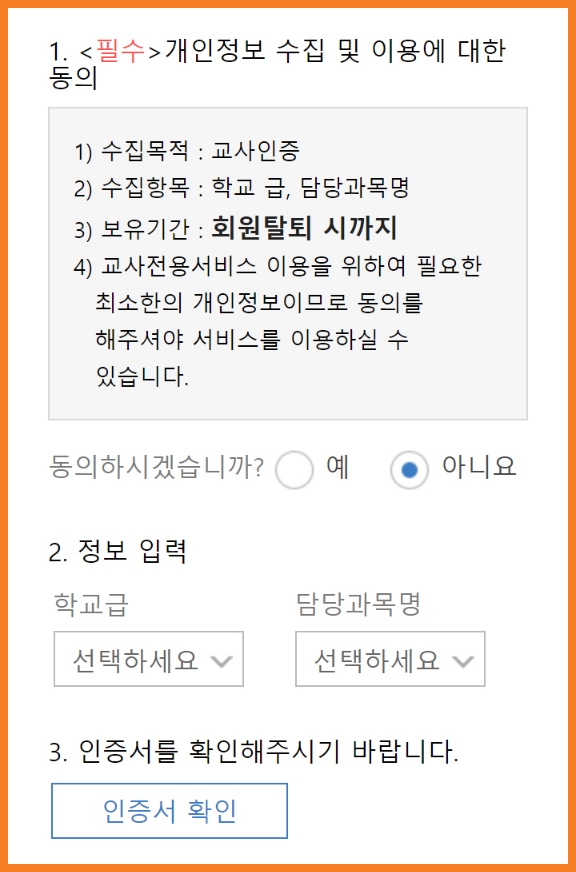 1. <필수>개인정보 수집 및 이용에 대한
동의
1) 수집목적 : 교사인증
2) 수집항목 : 학교 급, 담당과목명
3) 보유기간 : 회원탈퇴 시까지
4) 교사전용서비스 이용을 위하여 필요한
최소한의 개인정보이므로 동의를
해주셔야 서비스를 이용하실 수
있습니다.
동의하시겠습니까? 예 아니요
2. 정보 입력
학교급 담당과목명
선택하세요 선택하세요
3. 인증서를 확인해주시기 바랍니다.
인증서 확인